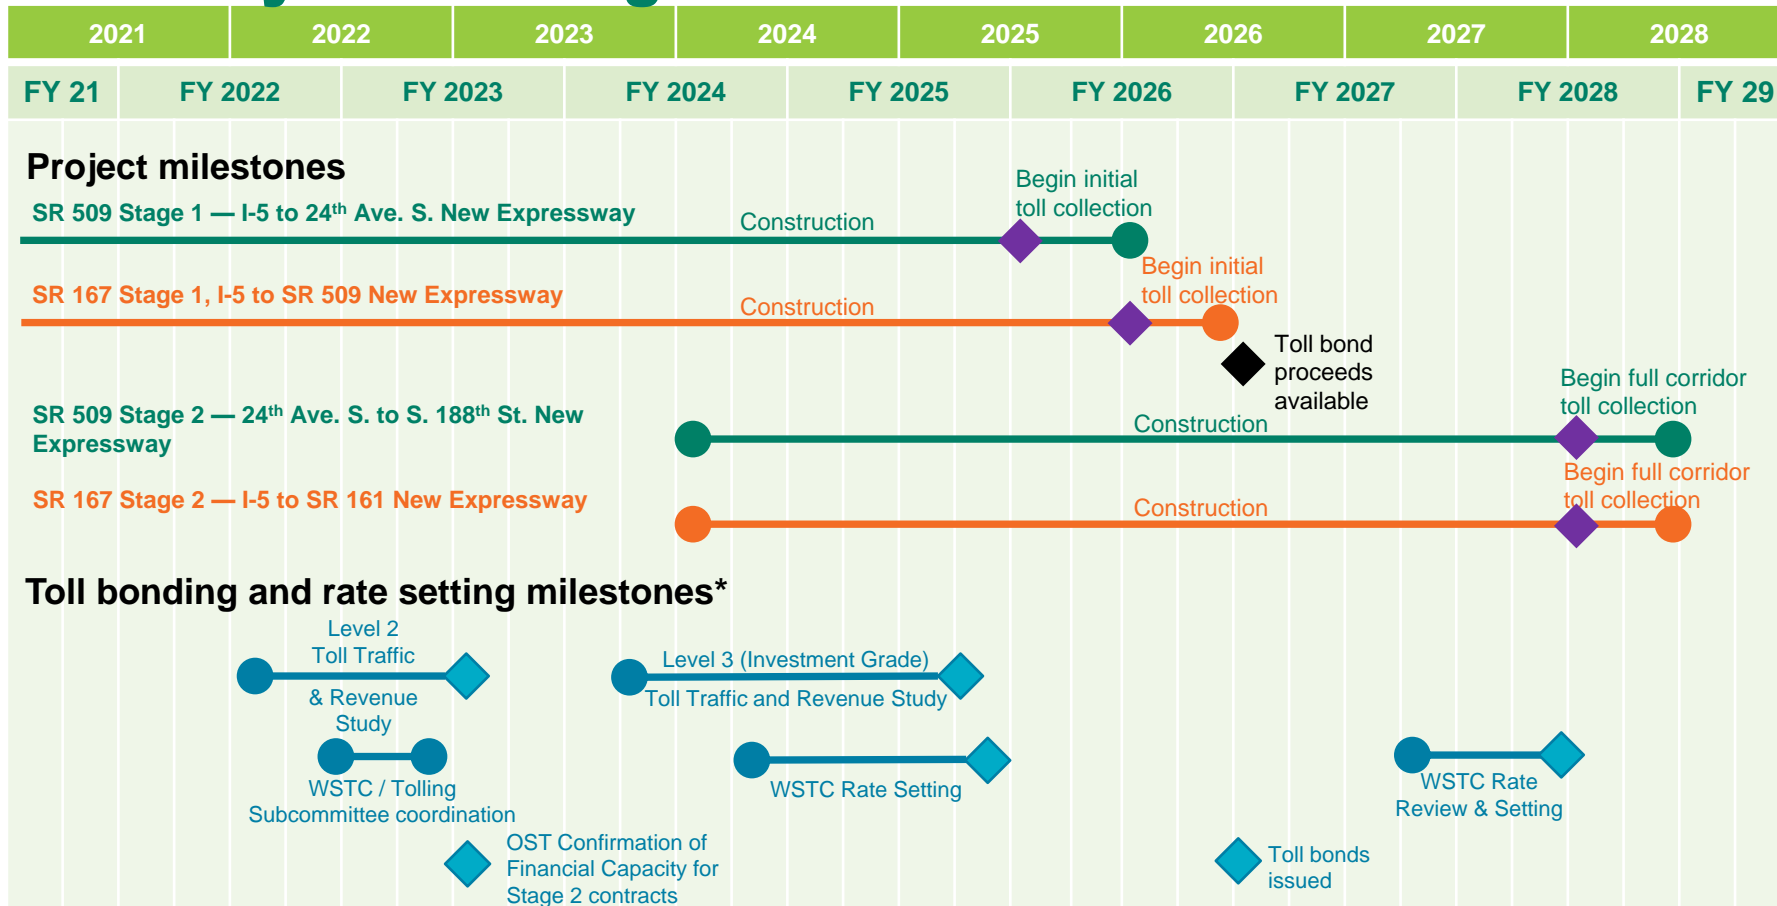 2021 2022 2023 2024 2025 2026 2027 2028
FY 21 FY 2022 FY 2023 FY 2024 FY 2025 FY 2026 FY 2027 FY 2028 FY 29
Project milestones
SR 509 Stage 1 — I-5 to 24th Ave. S. New Expressway
Construction
Begin initial
toll collection
SR 167 Stage 1, I-5 to SR 509 New Expressway
Construction
Begin initial
toll collection
Toll bond
proceeds
available
SR 509 Stage 2 — 24th Ave. S. to S. 188th St. New
Expressway
Construction
Begin full corridor
toll collection
SR 167 Stage 2 — I-5 to SR 161 New Expressway
Construction
Begin full corridor
toll collection
Toll bonding and rate setting milestones*
Level 2
Toll Traffic
& Revenue
Study
Level 3 (Investment Grade)
Toll Traffic and Revenue Study
WSTC / Tolling
Subcommittee coordination
WSTC Rate Setting
WSTC Rate
Review & Setting
OST Confirmation of
Financial Capacity for
Stage 2 contracts
Toll bonds
issued